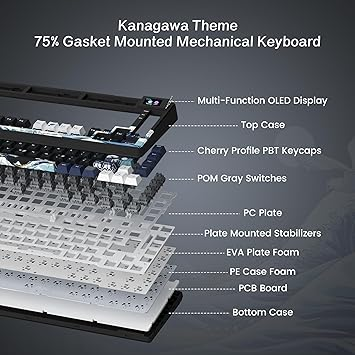 Kanagawa Theme
75% Gasket Mounted Mechanical Keyboard
Multi-Function OLED Display
Top Case
Cherry Profile PBT Keycaps
POM Gray Switches
PC Plate
Plate Mounted Stabilizers
EVA Plate Foam
PE Case Foam
PCB Board
Bottom Case